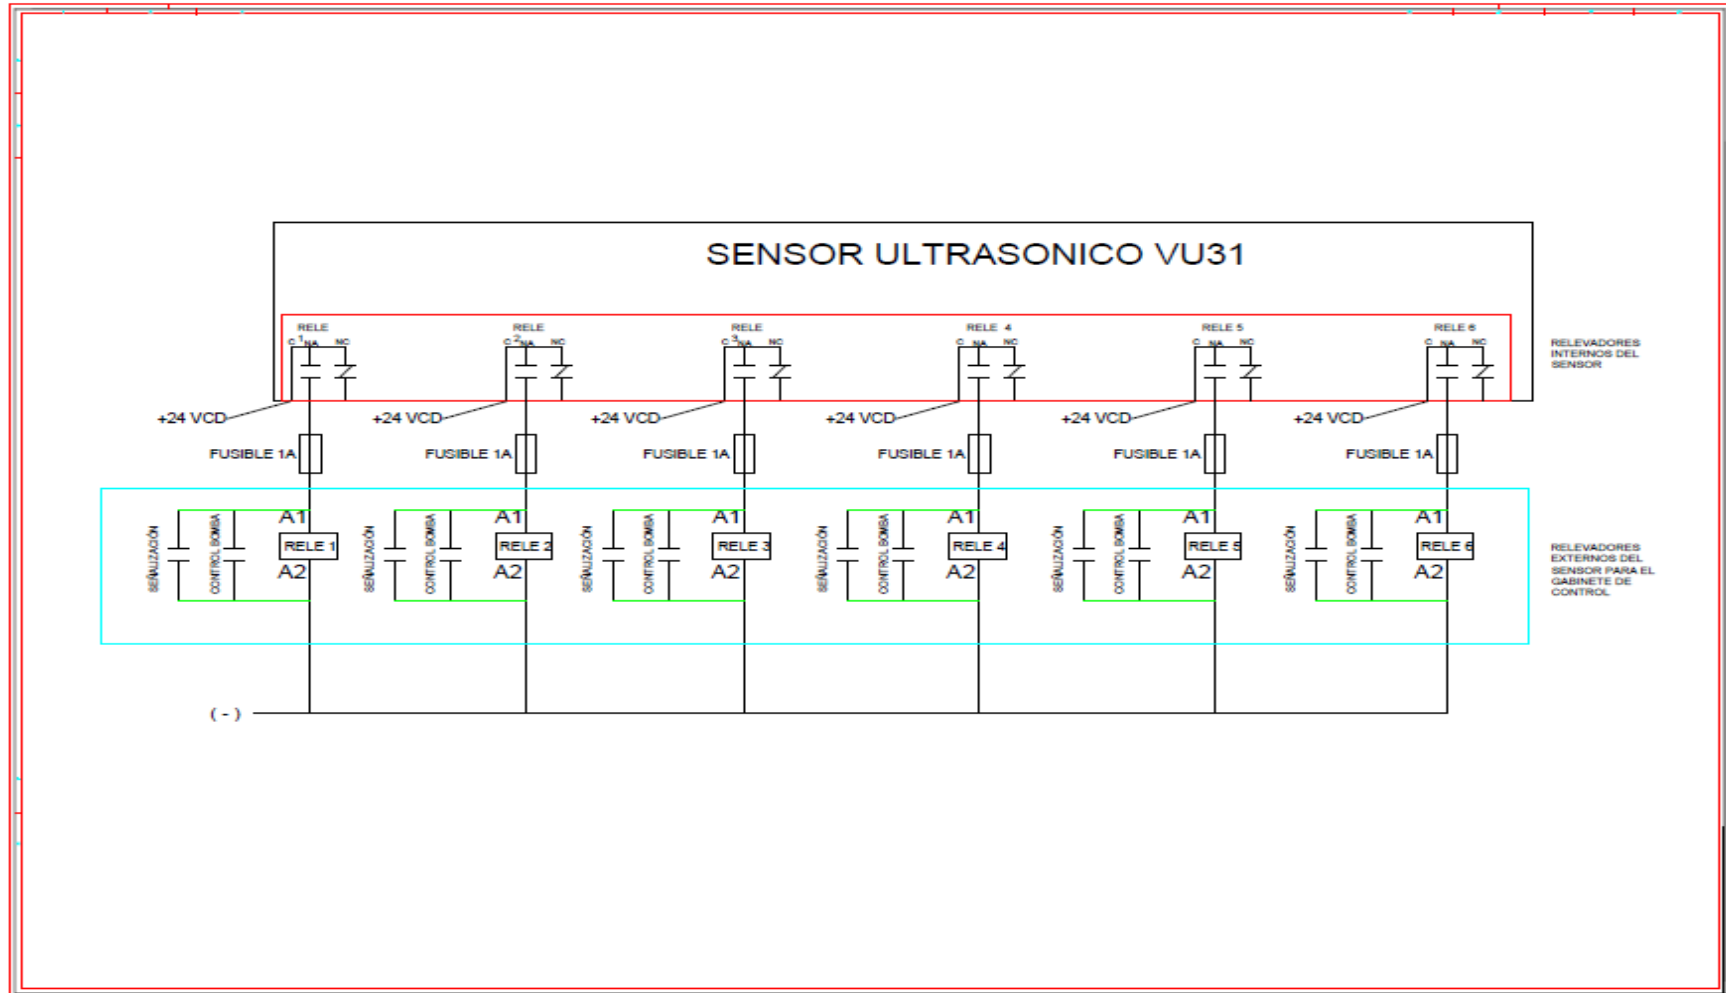 SENSOR ULTRASONICO VU31
RELE 1
C NA NC
RELE 2
C NA NC
RELE 3
C NA NC
RELE 4
C NA NC
RELE 5
C NA NC
RELE 6
C NA NC
RELEVADORES
INTERNOS DEL
SENSOR
+24 VCD
+24 VCD
+24 VCD
+24 VCD
+24 VCD
+24 VCD
FUSIBLE 1A
FUSIBLE 1A
FUSIBLE 1A
FUSIBLE 1A
FUSIBLE 1A
FUSIBLE 1A
SEÑALIZACIÓN
CONTROL BOMBA
A1
RELE 1
A2
SEÑALIZACIÓN
CONTROL BOMBA
A1
RELE 2
A2
SEÑALIZACIÓN
CONTROL BOMBA
A1
RELE 3
A2
SEÑALIZACIÓN
CONTROL BOMBA
A1
RELE 4
A2
SEÑALIZACIÓN
CONTROL BOMBA
A1
RELE 5
A2
SEÑALIZACIÓN
CONTROL BOMBA
A1
RELE 6
A2
RELEVADORES
EXTERNOS DEL
SENSOR PARA EL
GABINETE DE
CONTROL
( - )